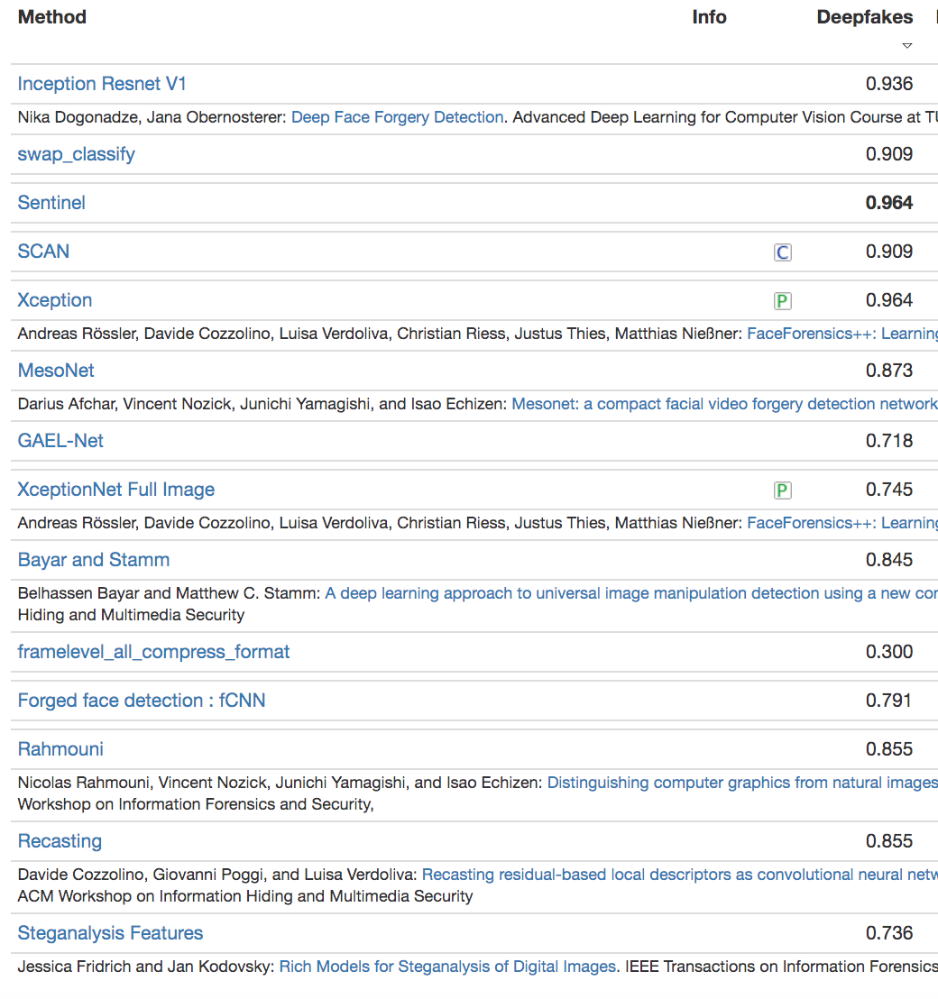 Method Info Deepfakes
Inception Resnet V1 0.936
Nika Dogonadze, Jana Obernosterer: Deep Face Forgery Detection. Advanced Deep Learning for Computer Vision Course at TU
swap_classify 0.909
Sentinel 0.964
SCAN C 0.909
Xception P 0.964
Andreas Rössler, Davide Cozzolino, Luisa Verdoliva, Christian Riess, Justus Thies, Matthias Nießner: FaceForensics++: Learning
MesoNet 0.873
Darius Afchar, Vincent Nozick, Junichi Yamagishi, and Isao Echizen: Mesonet: a compact facial video forgery detection network
GAEL-Net 0.718
XceptionNet Full Image P 0.745
Andreas Rössler, Davide Cozzolino, Luisa Verdoliva, Christian Riess, Justus Thies, Matthias Nießner: FaceForensics++: Learning
Bayar and Stamm 0.845
Belhassen Bayar and Matthew C. Stamm: A deep learning approach to universal image manipulation detection using a new
Hiding and Multimedia Security
framelevel_all_compress_format 0.300
Forged face detection : fCNN 0.791
Rahmouni 0.855
Nicolas Rahmouni, Vincent Nozick, Junichi Yamagishi, and Isao Echizen: Distinguishing computer graphics from natural images
Workshop on Information Forensics and Security,
Recasting 0.855
Davide Cozzolino, Giovanni Poggi, and Luisa Verdoliva: Recasting residual-based local descriptors as convolutional neural
ACM Workshop on Information Hiding and Multimedia Security
Steganalysis Features 0.736
Jessica Fridrich and Jan Kodovsky: Rich Models for Steganalysis of Digital Images. IEEE Transactions on Information Forensics